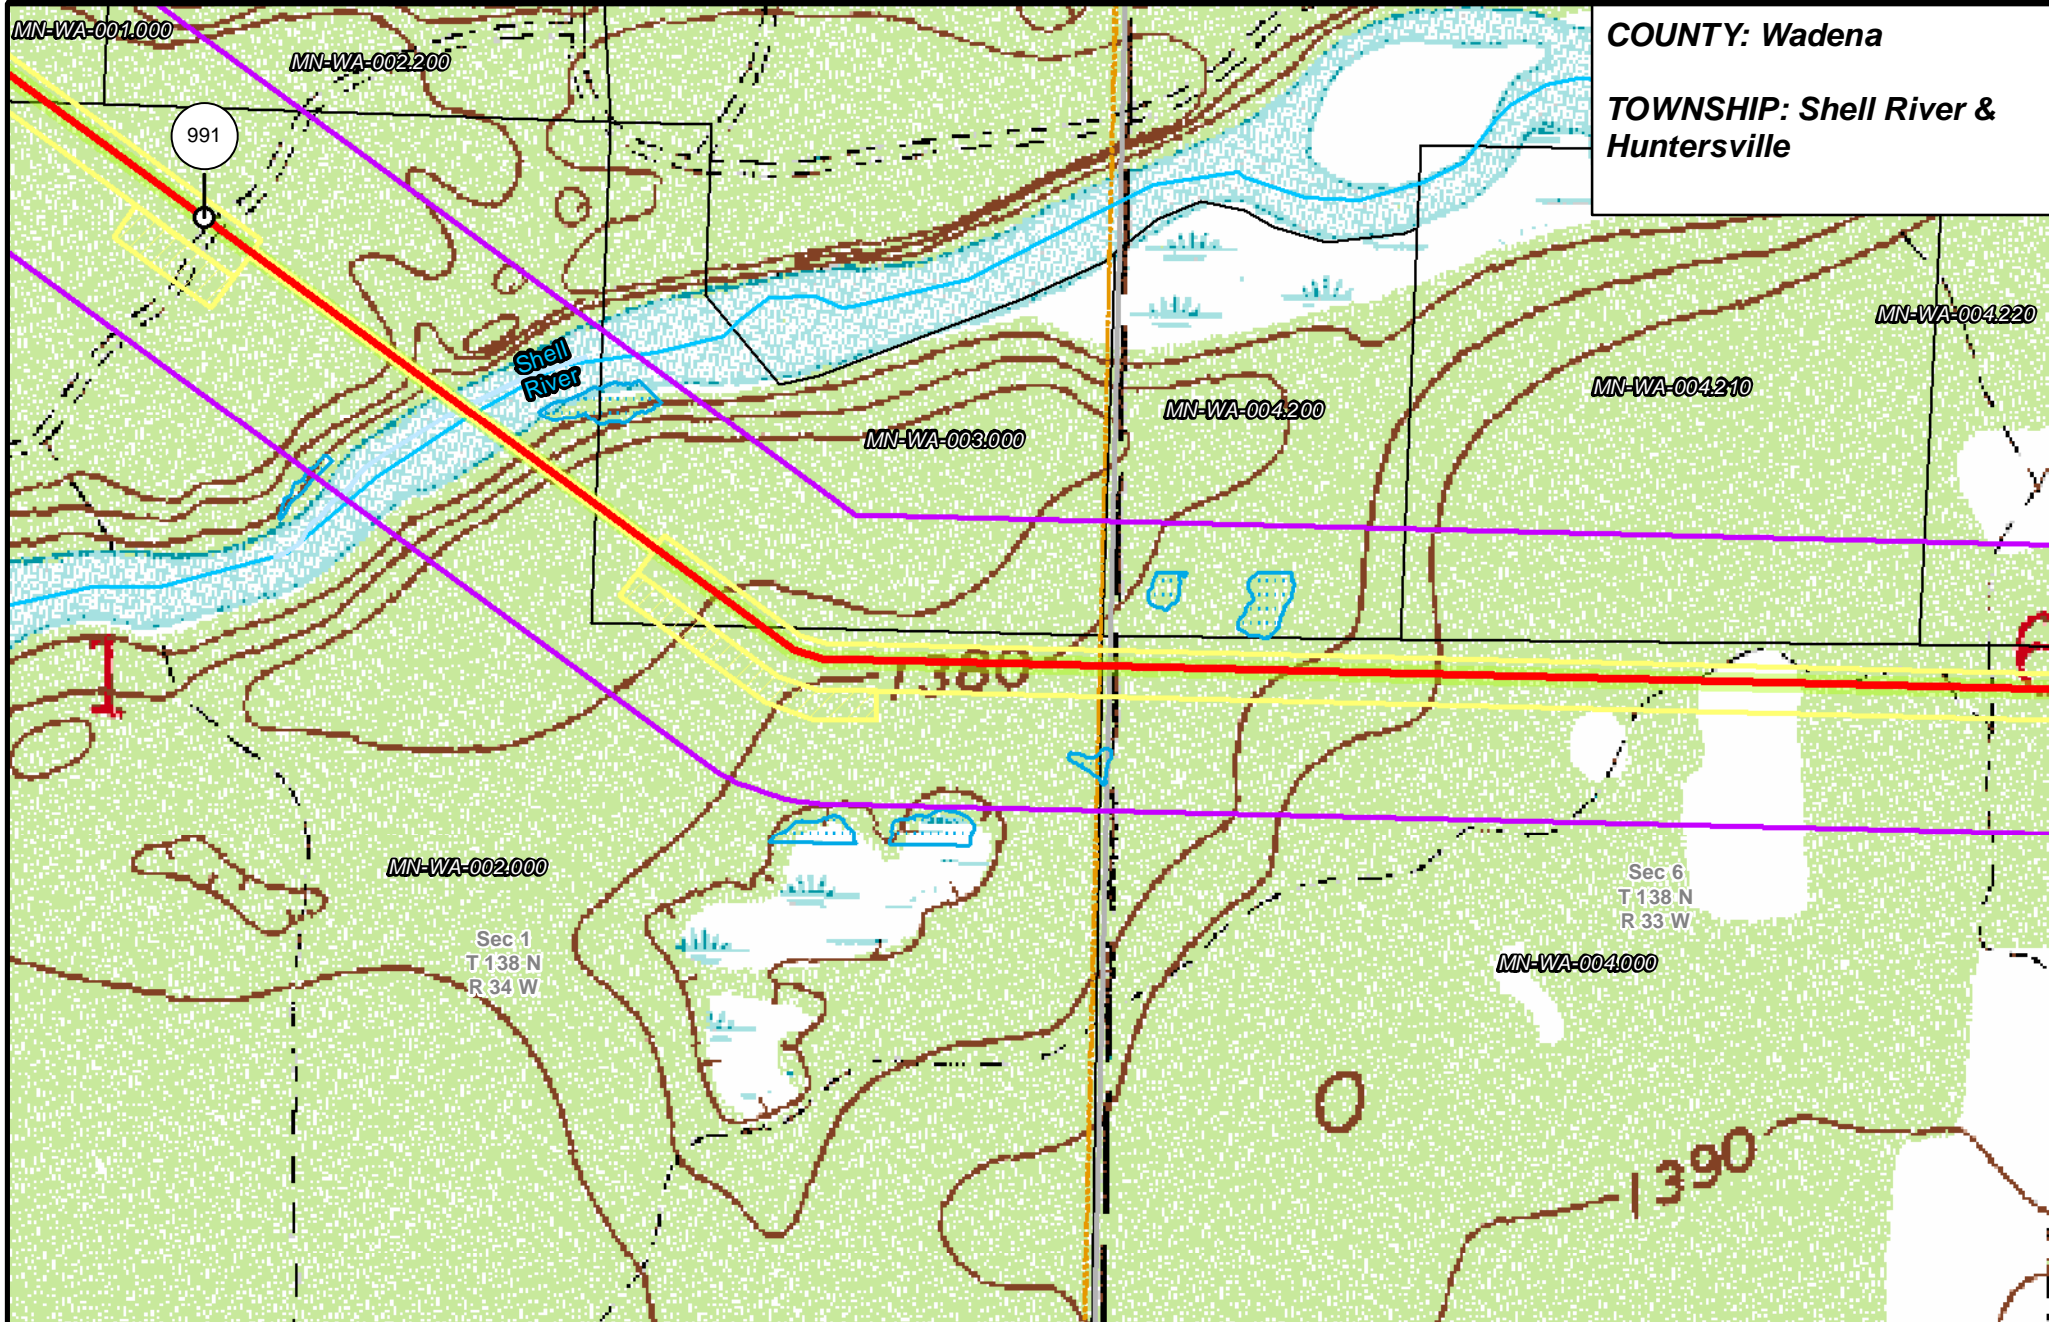 MN-WA-001.000
MN-WA-002.200
COUNTY: Wadena
TOWNSHIP: Shell River &
Huntersville
991
MN-WA-004.220
Shell
River
MN-WA-004.210
MN-WA-004.200
MN-WA-003.000
1
6
1380
MN-WA-002.000
Sec 6
T 138 N
R 33 W
Sec 1
T 138 N
R 34 W
MN-WA-004.000
1390